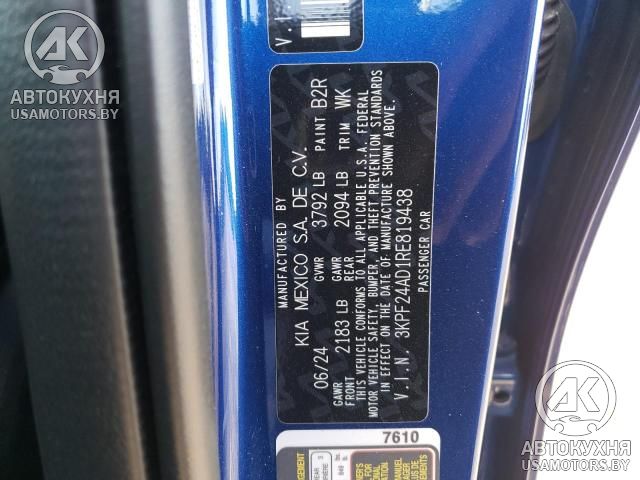 AK
АВТОКУХНЯ
USAMOTORS.BY
V.I
MANUFACTURED BY
KIA MEXICO S.A. DE C.V.
06/24 GVWR 3792 LB PAINT B2R
GAWR FRONT 2183 LB GAWR REAR 2094 LB TRIM WK
THIS VEHICLE CONFORMS TO ALL APPLICABLE U.S.A. FEDERAL
MOTOR VEHICLE SAFETY, BUMPER, AND THEFT PREVENTION STANDARDS
IN EFFECT ON THE DATE OF MANUFACTURE SHOWN ABOVE.
V.I.N. 3KPF24AD1RE819438
PASSENGER CAR
7610
AK
АВТОКУХНЯ
USAMOTORS.BY